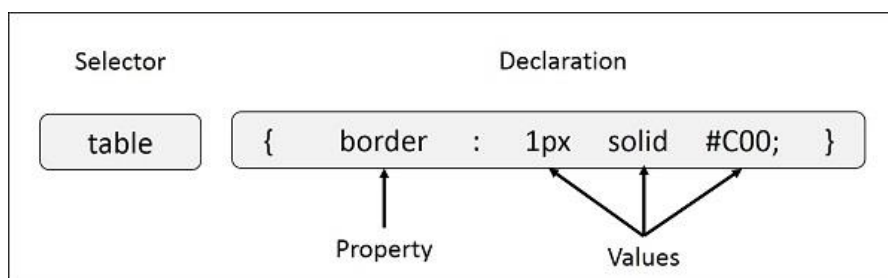 Selector Declaration
table { border : 1px solid #C00; }
Property Values